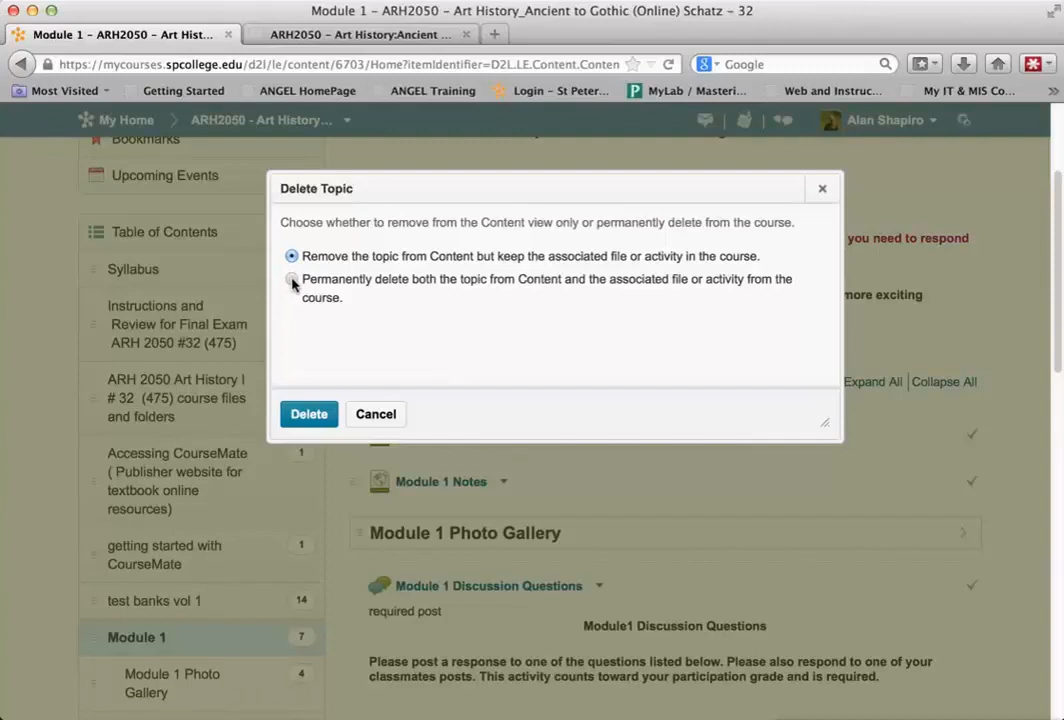 Module 1 – ARH2050 – Art History_Ancient to Gothic (Online) Schatz – 32
Module 1 – ARH2050 – Art Hist...
ARH2050 – Art History:Ancient ...
https://mycourses.spcollege.edu/d2l/le/content/6703/Home?itemIdentifier=D2L.LE.Content.Conten
Google
Most Visited
Getting Started
ANGEL HomePage
ANGEL Training
Login – St Peter...
MyLab / Masteri...
Web and Instruc...
My IT & MIS Co...
My Home
ARH2050 - Art History...
Alan Shapiro
Bookmarks
Upcoming Events
Table of Contents
Syllabus
Instructions and
Review for Final Exam
ARH 2050 #32 (475)
ARH 2050 Art History I
# 32 (475) course files
and folders
Accessing CourseMate 1
( Publisher website for
textbook online
resources)
getting started with 1
CourseMate
test banks vol 1 14
Module 1 7
Module 1 Photo 4
Gallery
Delete Topic
Choose whether to remove from the Content view only or permanently delete from the course.
Remove the topic from Content but keep the associated file or activity in the course.
Permanently delete both the topic from Content and the associated file or activity from the
course.
Delete
Cancel
you need to respond
more exciting
Expand All | Collapse All
Module 1 Notes
Module 1 Photo Gallery
Module 1 Discussion Questions
required post
Module1 Discussion Questions
Please post a response to one of the questions listed below. Please also respond to one of your
classmates posts. This activity counts toward your participation grade and is required.